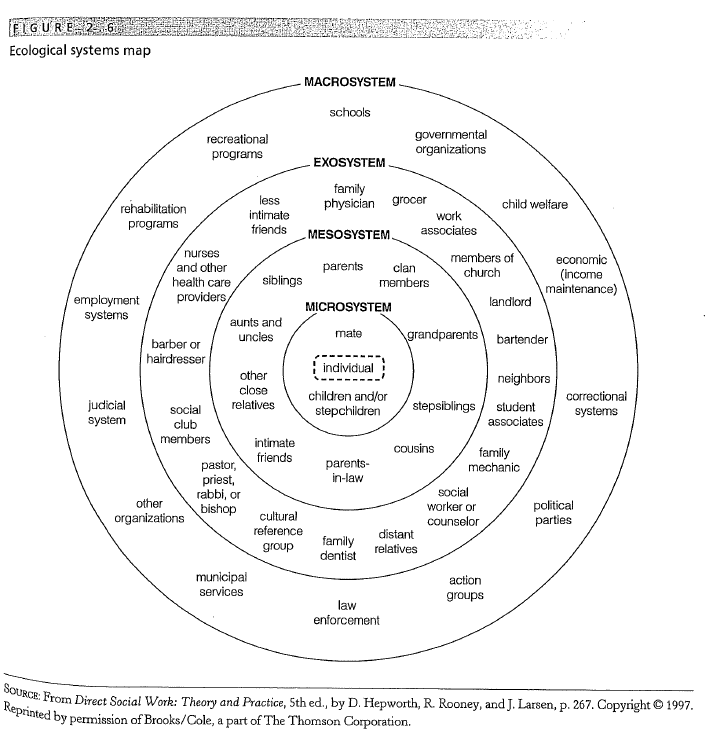 FIGURE 2.6
Ecological systems map
MACROSYSTEM
schools
recreational
programs
governmental
organizations
rehabilitation
programs
child welfare
employment
systems
economic
(income
maintenance)
judicial
system
correctional
systems
other
organizations
political
parties
municipal
services
action
groups
law
enforcement
EXOSYSTEM
less
intimate
friends
family
physician
grocer
work
associates
nurses
and other
health care
providers
members of
church
landlord
barber or
hairdresser
bartender
neighbors
social
club
members
student
associates
family
mechanic
pastor,
priest,
rabbi, or
bishop
social
worker or
counselor
cultural
reference
group
family
dentist
distant
relatives
MESOSYSTEM
siblings
parents
clan
members
aunts and
uncles
grandparents
other
close
relatives
stepsiblings
intimate
friends
cousins
parents-
in-law
MICROSYSTEM
mate
individual
children and/or
stepchildren
SOURCE: From Direct Social Work: Theory and Practice, 5th ed., by D. Hepworth, R. Rooney, and J. Larsen, p. 267. Copyright © 1997.
Reprinted by permission of Brooks/Cole, a part of The Thomson Corporation.